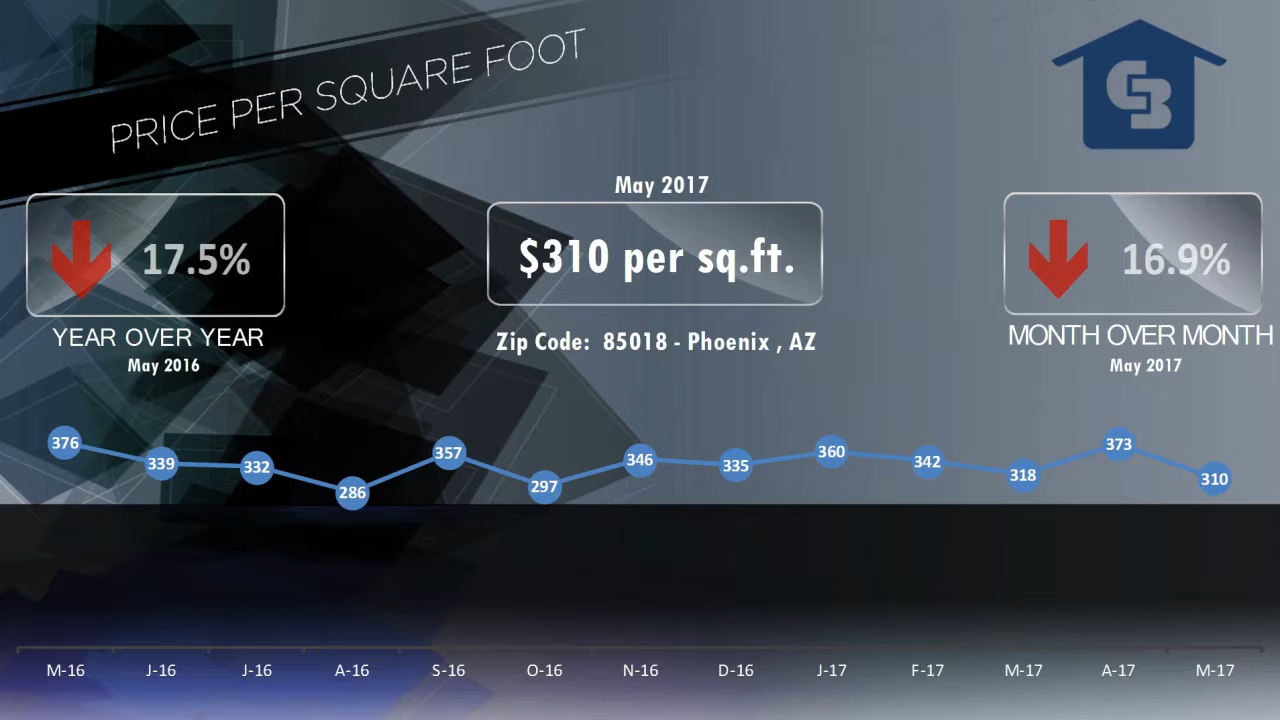 PRICE PER SQUARE FOOT
CB
May 2017
17.5%
$310 per sq.ft.
16.9%
YEAR OVER YEAR
May 2016
Zip Code:  85018 - Phoenix , AZ
MONTH OVER MONTH
May 2017
376
339
332
286
357
297
346
335
360
342
318
373
310
M-16
J-16
J-16
A-16
S-16
O-16
N-16
D-16
J-17
F-17
M-17
A-17
M-17